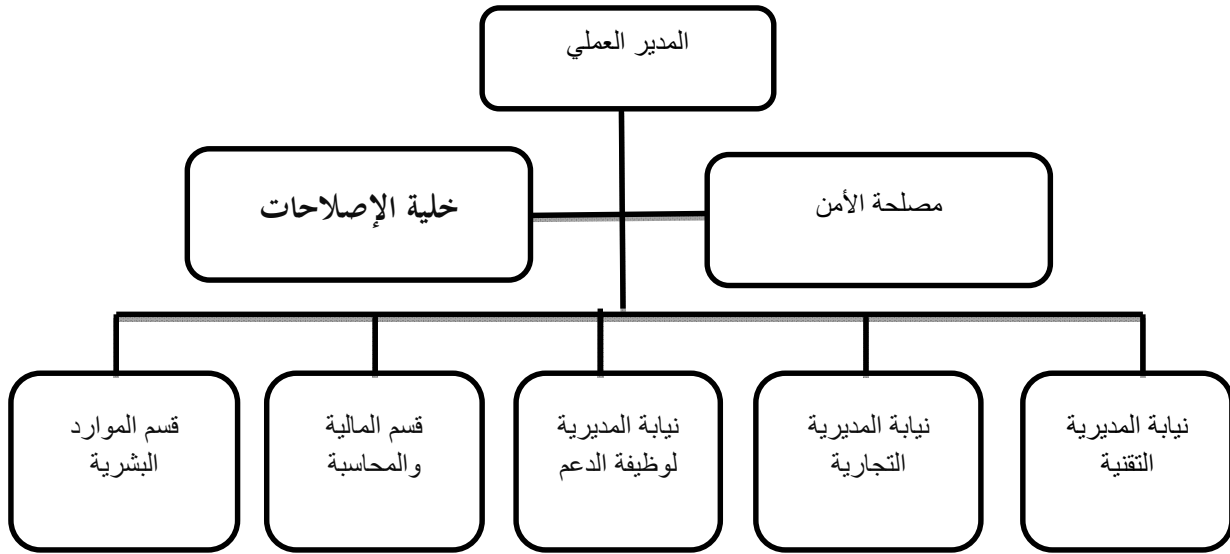 المدير العملي
مصلحة الأمن
خلية الإصلاحات
نيابة المديرية
التقنية
نيابة المديرية
التجارية
نيابة المديرية
لوظيفة الدعم
قسم المالية
والمحاسبة
قسم الموارد
البشرية